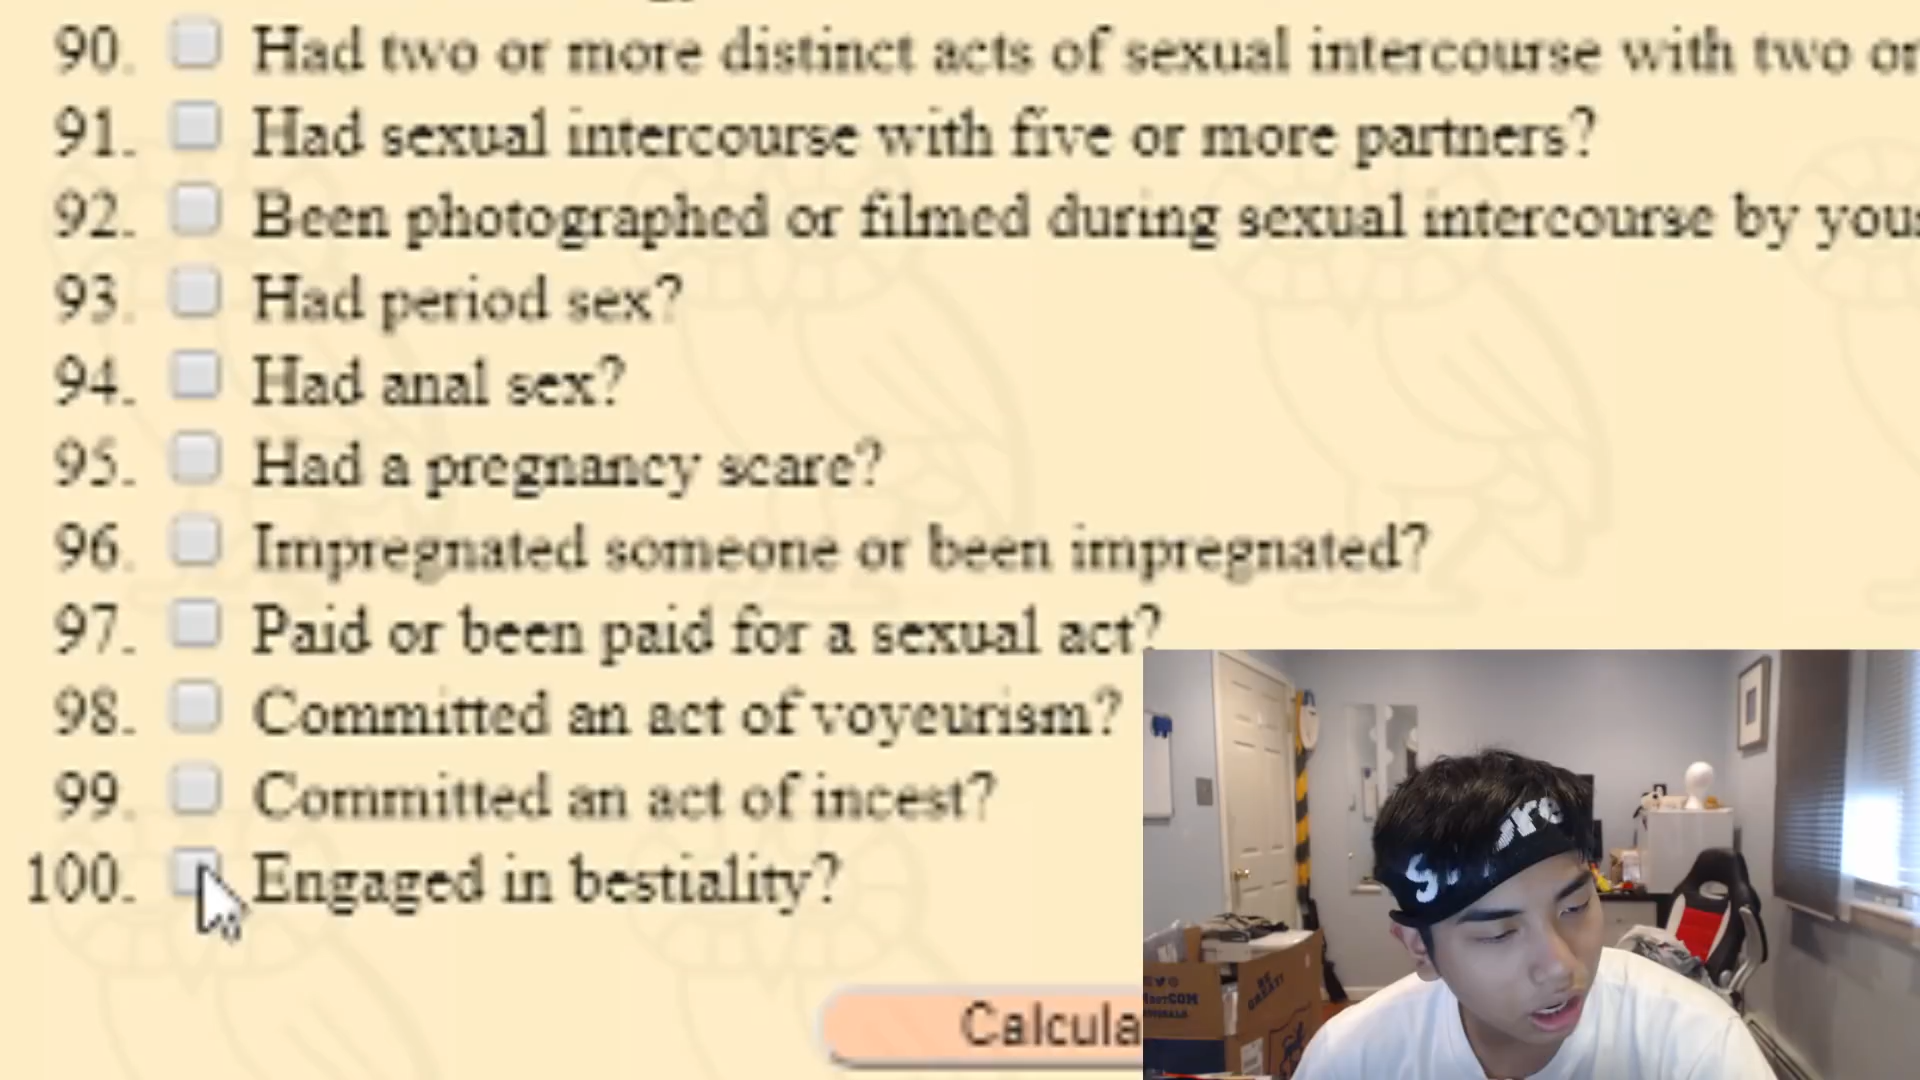 90. Had two or more distinct acts of sexual intercourse with two or
91. Had sexual intercourse with five or more partners?
92. Been photographed or filmed during sexual intercourse by
93. Had period sex?
94. Had anal sex?
95. Had a pregnancy scare?
96. Impregnated someone or been impregnated?
97. Paid or been paid for a sexual act?
98. Committed an act of voyeurism?
99. Committed an act of incest?
100. Engaged in bestiality?
BE GREAT!